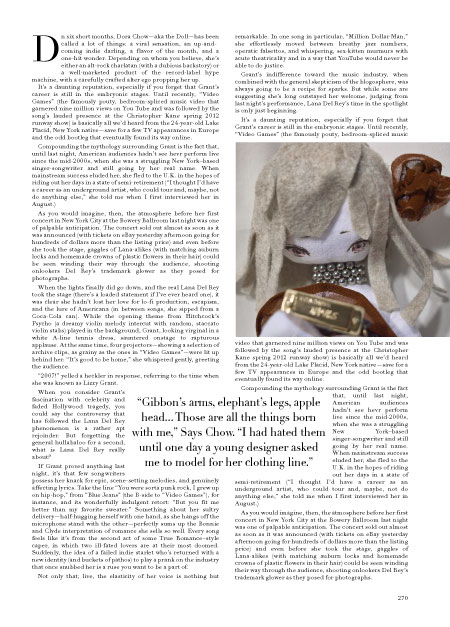 Dn six short months, Dora Chow—aka the Doll—has been
called a lot of things: a viral sensation, an up-and-
coming indie darling, a flavor of the month, and a
one-hit wonder. Depending on whom you believe, she's
either an alt-rock charlatan (with a dubious backstory) or
a well-marketed product of the record-label hype
machine, with a carefully crafted alter ego propping her up.
It's a daunting reputation, especially if you forget that Grant's
career is still in the embryonic stages. Until recently, "Video
Games" (the famously pouty, bedroom-spliced music video that
garnered nine million views on You Tube and was followed by the
song's lauded presence at the Christopher Kane spring 2012
runway show) is basically all we'd heard from the 24-year-old Lake
Placid, New York native—save for a few TV appearances in Europe
and the odd bootleg that eventually found its way online.
Compounding the mythology surrounding Grant is the fact that,
until last night, American audiences hadn't see hevr perform live
since the mid-2000s, when she was a struggling New York–based
singer-songwriter and still going by her real name. When
mainstream success eluded her, she fled to the U.K. in the hopes of
riding out her days in a state of semi-retirement ("I thought I'd have
a career as an underground artist, who could tour and, maybe, not
do anything else," she told me when I first interviewed her in
August.)
As you would imagine, then, the atmosphere before her first
concert in New York City at the Bowery Ballroom last night was one
of palpable anticipation. The concert sold out almost as soon as it
was announced (with tickets on eBay yesterday afternoon going for
hundreds of dollars more than the listing price) and even before
she took the stage, gaggles of Lana-alikes (with matching auburn
locks and homemade crowns of plastic flowers in their hair) could
be seen winding their way through the audience, shooting
onlookers Del Rey's trademark glower as they posed for
photographs.
When the lights finally did go down, and the real Lana Del Rey
took the stage (there's a loaded statement if I've ever heard one), it
was clear she hadn't lost her love for lo-fi production, escapism,
and the lure of Americana (in between songs, she sipped from a
Coca-Cola can). While the opening theme from Hitchcock's
Psycho (a dreamy violin melody intercut with random, staccato
violin stabs) played in the background, Grant, looking virginal in a
white A-line tennis dress, sauntered onstage to rapturous
applause. At the same time, four projectors—showing a selection of
archive clips, as grainy as the ones in "Video Games"—were lit up
behind her. "It's good to be home," she whispered gently, greeting
the audience.
"2007!" yelled a heckler in response, referring to the time when
she was known as Lizzy Grant.
When you consider Grant's
fascination with celebrity and
faded Hollywood tragedy, you
could say the controversy that
has followed the Lana Del Rey
phenomenon is a rather apt
rejoinder. But forgetting the
general hullabaloo for a second,
what is Lana Del Rey really
about?
If Grant proved anything last
night, it's that few songwriters
possess her knack for epic, scene-setting melodies, and genuinely
affecting lyrics. Take the line "You were sorta punk rock, I grew up
on hip-hop," from "Blue Jeans" (the B-side to "Video Games"), for
instance, and its wonderfully indulgent retort: "But you fit me
better than my favorite sweater." Something about her sultry
delivery—half-hugging herself with one hand, as she hangs off the
microphone stand with the other—perfectly sums up the Bonnie
and Clyde interpretation of romance she sells so well. Every song
feels like it's from the second act of some True Romance–style
caper, in which two ill-fated lovers are at their most doomed.
Suddenly, the idea of a failed indie starlet who's returned with a
new identity (and buckets of pathos) to play a prank on the industry
that once snubbed her is a ruse you want to be a part of.
Not only that; live, the elasticity of her voice is nothing but
"Gibbon's arms, elephant's legs, apple
head... Those are all the things born
with me," Says Chow. "I had hated them
until one day a young designer asked
me to model for her clothing line."
remarkable. In one song in particular, "Million Dollar Man,"
she effortlessly moved between breathy jazz numbers,
operatic falsettos, and whispering, sex-kitten murmurs with
acute theatricality and in a way that YouTube would never be
able to do justice.
Grant's indifference toward the music industry, when
combined with the general skepticism of the blogosphere, was
always going to be a recipe for sparks. But while some are
suggesting she's long outstayed her welcome, judging from
last night's performance, Lana Del Rey's time in the spotlight
is only just beginning.
It's a daunting reputation, especially if you forget that
Grant's career is still in the embryonic stages. Until recently,
"Video Games" (the famously pouty, bedroom-spliced music
video that garnered nine million views on You Tube and was
followed by the song's lauded presence at the Christopher
Kane spring 2012 runway show) is basically all we'd heard
from the 24-year-old Lake Placid, New York native—save for a
few TV appearances in Europe and the odd bootleg that
eventually found its way online.
Compounding the mythology surrounding Grant is the fact
that, until last night,
American audiences
hadn't see hevr perform
live since the mid-2000s,
when she was a struggling
New York–based
singer-songwriter and still
going by her real name.
When mainstream success
eluded her, she fled to the
U.K. in the hopes of riding
out her days in a state of
semi-retirement ("I thought I'd have a career as an
underground artist, who could tour and, maybe, not do
anything else," she told me when I first interviewed her in
August.)
As you would imagine, then, the atmosphere before her first
concert in New York City at the Bowery Ballroom last night
was one of palpable anticipation. The concert sold out almost
as soon as it was announced (with tickets on eBay yesterday
afternoon going for hundreds of dollars more than the listing
price) and even before she took the stage, gaggles of
Lana-alikes (with matching auburn locks and homemade
crowns of plastic flowers in their hair) could be seen winding
their way through the audience, shooting onlookers Del Rey's
trademark glower as they posed for photographs.
270